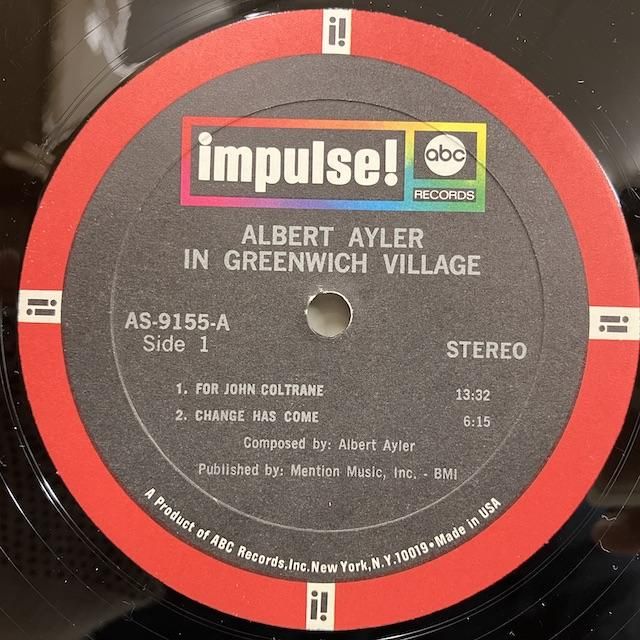 i!
impulse!
abc
RECORDS
ALBERT AYLER
IN GREENWICH VILLAGE
i!
i!
AS-9155-A
Side 1
STEREO
1. FOR JOHN COLTRANE 13:32
2. CHANGE HAS COME 6:15
Composed by: Albert Ayler
Published by: Mention Music, Inc. - BMI
A Product of ABC Records, Inc. New York, N.Y. 10019 • Made in USA
i!